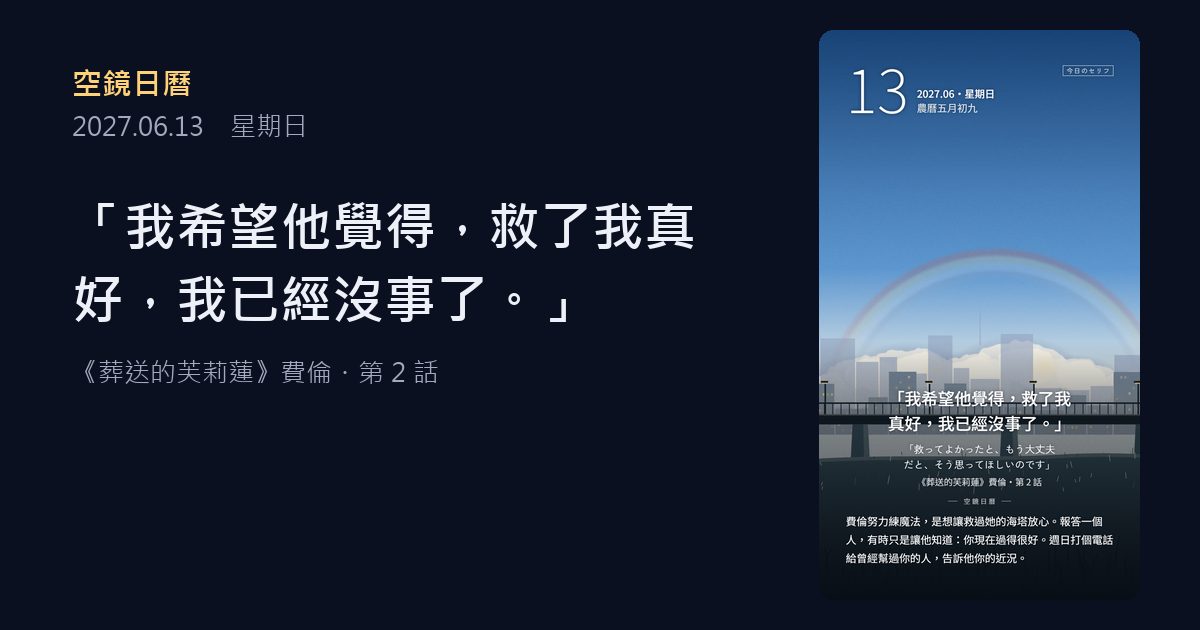 空鏡日曆
2027.06.13　星期日
「我希望他覺得，救了我真
好，我已經沒事了。」
《葬送的芙莉蓮》費倫．第 2 話
13
2027.06・星期日
農曆五月初九
今日のセリフ
「我希望他覺得，救了我
真好，我已經沒事了。」
「救ってよかったと、もう大丈夫
だと、そう思ってほしいのです」
《葬送的芙莉蓮》費倫・第 2 話
空鏡日曆
費倫努力練魔法，是想讓救過她的海塔放心。報答一個
人，有時只是讓他知道：你現在過得很好。週日打個電話
給曾經幫過你的人，告訴他你的近況。